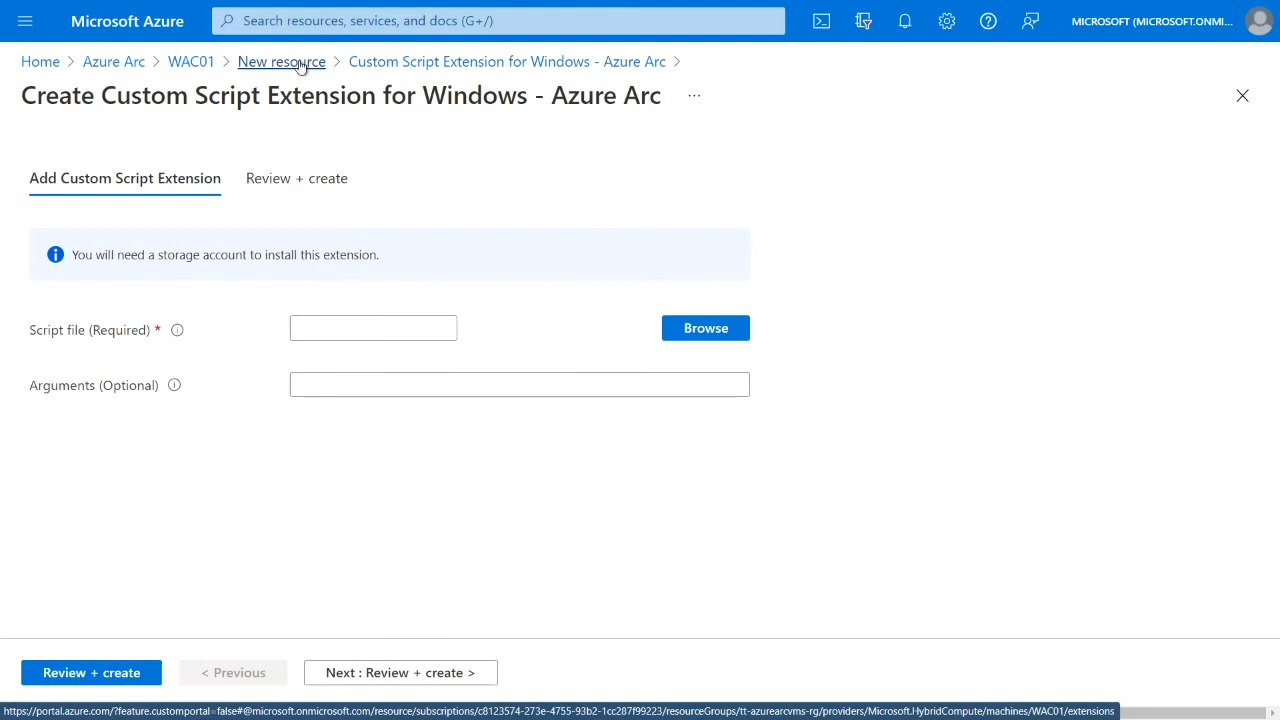 Microsoft Azure
Search resources, services, and docs (G+/)
MICROSOFT (MICROSOFT.ONMI...
Home > Azure Arc > WAC01 > New resource > Custom Script Extension for Windows - Azure Arc >
Create Custom Script Extension for Windows - Azure Arc ...
Add Custom Script Extension
Review + create
You will need a storage account to install this extension.
Script file (Required) *
Browse
Arguments (Optional)
Review + create
< Previous
Next : Review + create >
https://portal.azure.com/?feature.customportal=false#@microsoft.onmicrosoft.com/resource/subscriptions/c8123574-273e-4755-93b2-1cc287f99223/resourceGroups/tt-azurearcvms-rg/providers/Microsoft.HybridCompute/machines/WAC01/extensions